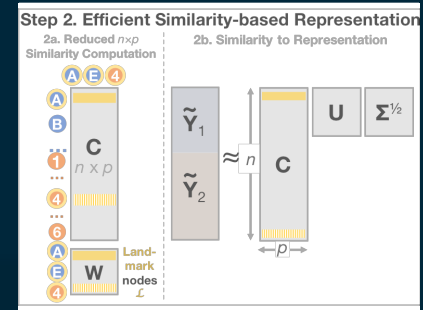 Step 2. Efficient Similarity-based Representation
2a. Reduced n×p
Similarity Computation
A E 4
A
B
...
1
...
4
...
6
C
n x p
A
E
4
W
Land-
mark
nodes
ℒ
2b. Similarity to Representation
Ỹ1
Ỹ2
≈
n
C
p
U
Σ½